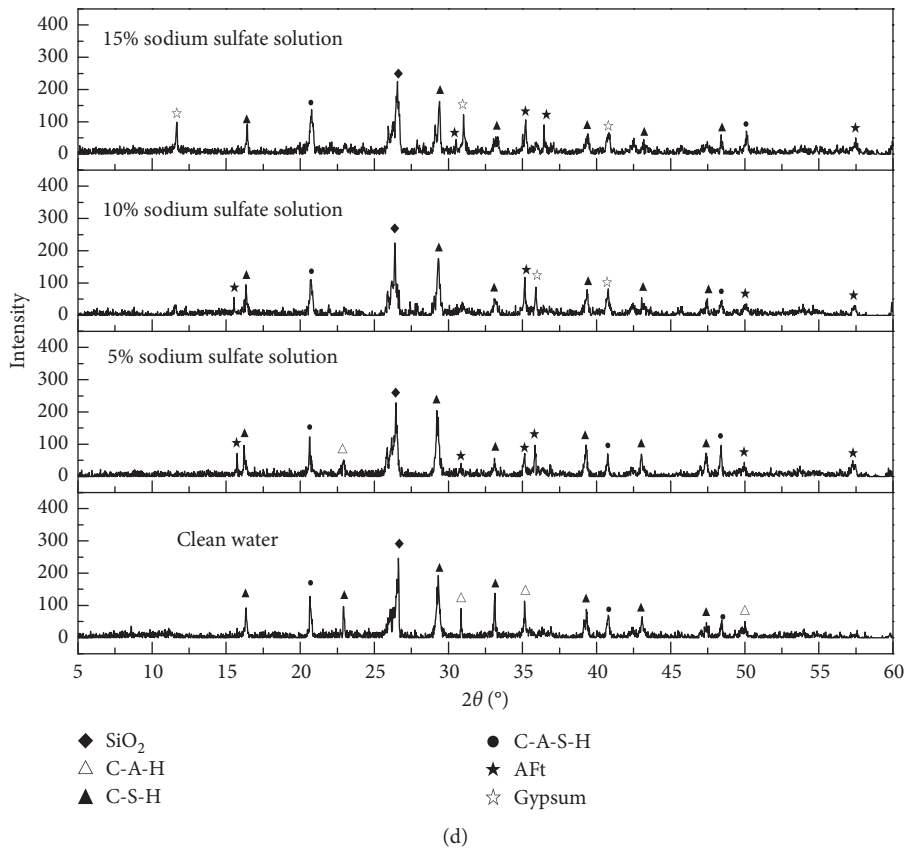 400
15% sodium sulfate solution
300
200
100
0
400
10% sodium sulfate solution
300
200
100
0
Intensity
400
5% sodium sulfate solution
300
200
100
0
400
Clean water
300
200
100
0
5 10 15 20 25 30 35 40 45 50 55 60
2θ (°)
SiO₂
C-A-H
C-S-H
C-A-S-H
AFt
Gypsum
(d)